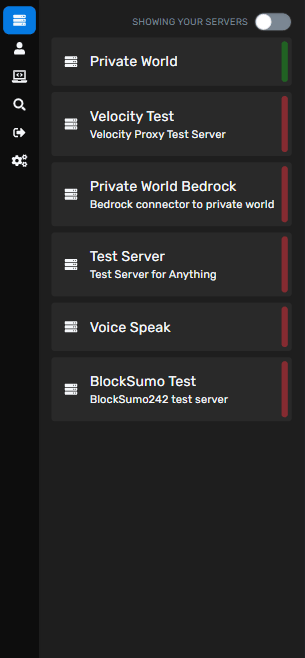 SHOWING YOUR SERVERS
Private World
Velocity Test
Velocity Proxy Test Server
Private World Bedrock
Bedrock connector to private world
Test Server
Test Server for Anything
Voice Speak
BlockSumo Test
BlockSumo242 test server